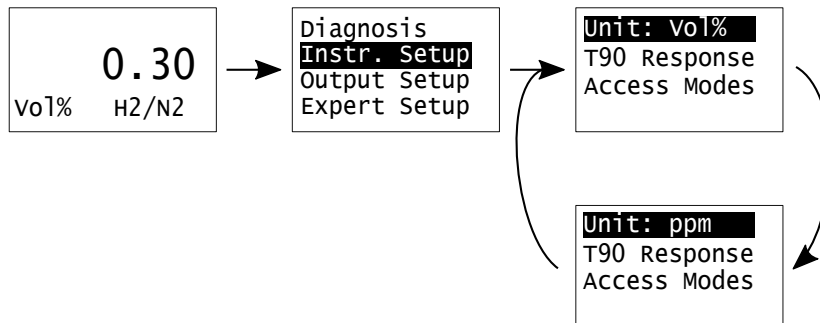 0.30
Vol% H2/N2
Diagnosis
Instr. Setup
Output Setup
Expert Setup
Unit: Vol%
T90 Response
Access Modes
Unit: ppm
T90 Response
Access Modes